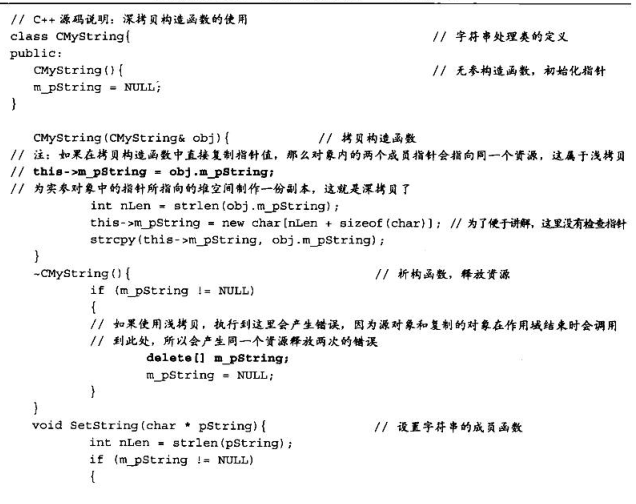 // C++ 源码说明：深拷贝构造函数的使用
class CMyString{ // 字符串处理类的定义
public:
CMyString(){ // 无参构造函数，初始化指针
m_pString = NULL;
}
CMyString(CMyString& obj){ // 拷贝构造函数
// 注：如果在拷贝构造函数中直接复制指针值，那么对象内的两个成员指针会指向同一个资源，这属于浅拷贝
// this->m_pString = obj.m_pString;
// 为实参对象中的指针所指向的堆空间制作一份副本，这就是深拷贝了
int nLen = strlen(obj.m_pString);
this->m_pString = new char[nLen + sizeof(char)]; // 为了便于讲解，这里没有检查指针
strcpy(this->m_pString, obj.m_pString);
}
~CMyString(){ // 析构函数，释放资源
if (m_pString != NULL)
{
// 如果使用浅拷贝，执行到这里会产生错误，因为源对象和复制的对象在作用域结束时会调用
// 到此处，所以会产生同一个资源释放两次的错误
delete[] m_pString;
m_pString = NULL;
}
}
void SetString(char * pString){ // 设置字符串的成员函数
int nLen = strlen(pString);
if (m_pString != NULL)
{